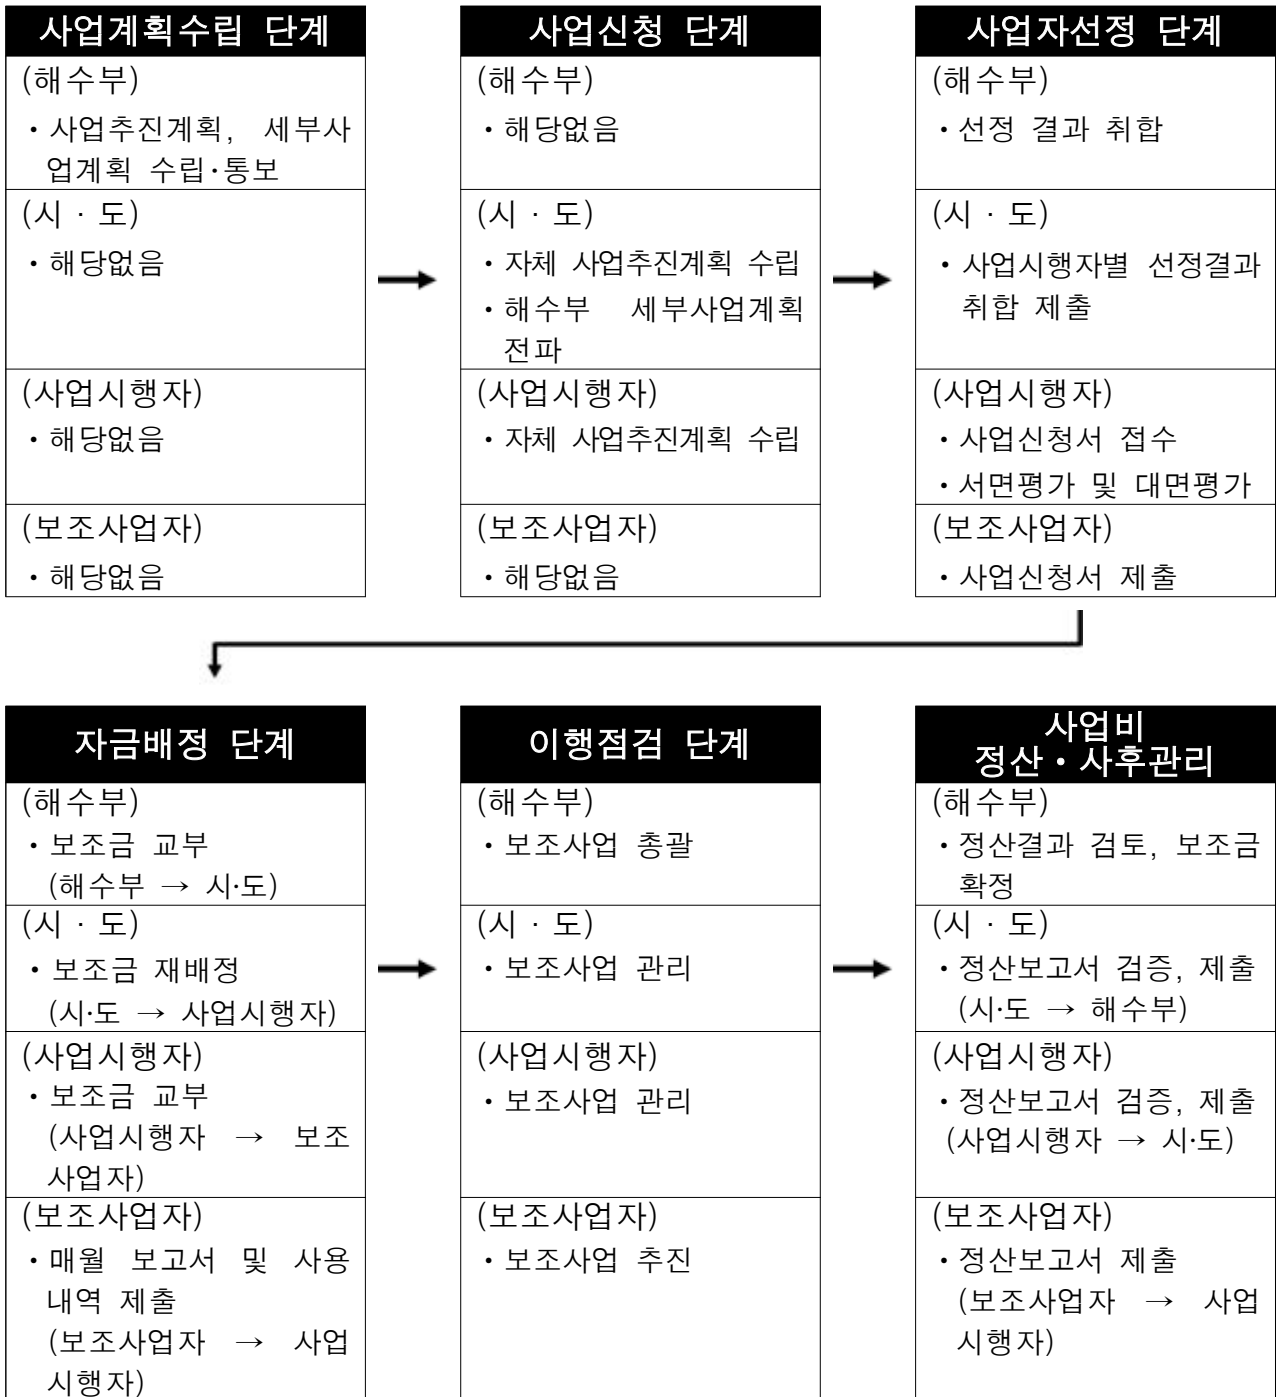 사업계획수립 단계
(해수부)
・사업추진계획, 세부사
업계획 수립·통보
(시 · 도)
・해당없음
(사업시행자)
・해당없음
(보조사업자)
・해당없음
사업신청 단계
(해수부)
・해당없음
(시 · 도)
・자체 사업추진계획 수립
・해수부 세부사업계획
전파
(사업시행자)
・자체 사업추진계획 수립
(보조사업자)
・해당없음
사업자선정 단계
(해수부)
・선정 결과 취합
(시 · 도)
・사업시행자별 선정결과
취합 제출
(사업시행자)
・사업신청서 접수
・서면평가 및 대면평가
(보조사업자)
・사업신청서 제출
자금배정 단계
(해수부)
・보조금 교부
(해수부 → 시·도)
(시 · 도)
・보조금 재배정
(시·도 → 사업시행자)
(사업시행자)
・보조금 교부
(사업시행자 → 보조
사업자)
(보조사업자)
・매월 보고서 및 사용
내역 제출
(보조사업자 → 사업
시행자)
이행점검 단계
(해수부)
・보조사업 총괄
(시 · 도)
・보조사업 관리
(사업시행자)
・보조사업 관리
(보조사업자)
・보조사업 추진
사업비
정산・사후관리
(해수부)
・정산결과 검토, 보조금
확정
(시 · 도)
・정산보고서 검증, 제출
(시·도 → 해수부)
(사업시행자)
・정산보고서 검증, 제출
(사업시행자 → 시·도)
(보조사업자)
・정산보고서 제출
(보조사업자 → 사업
시행자)